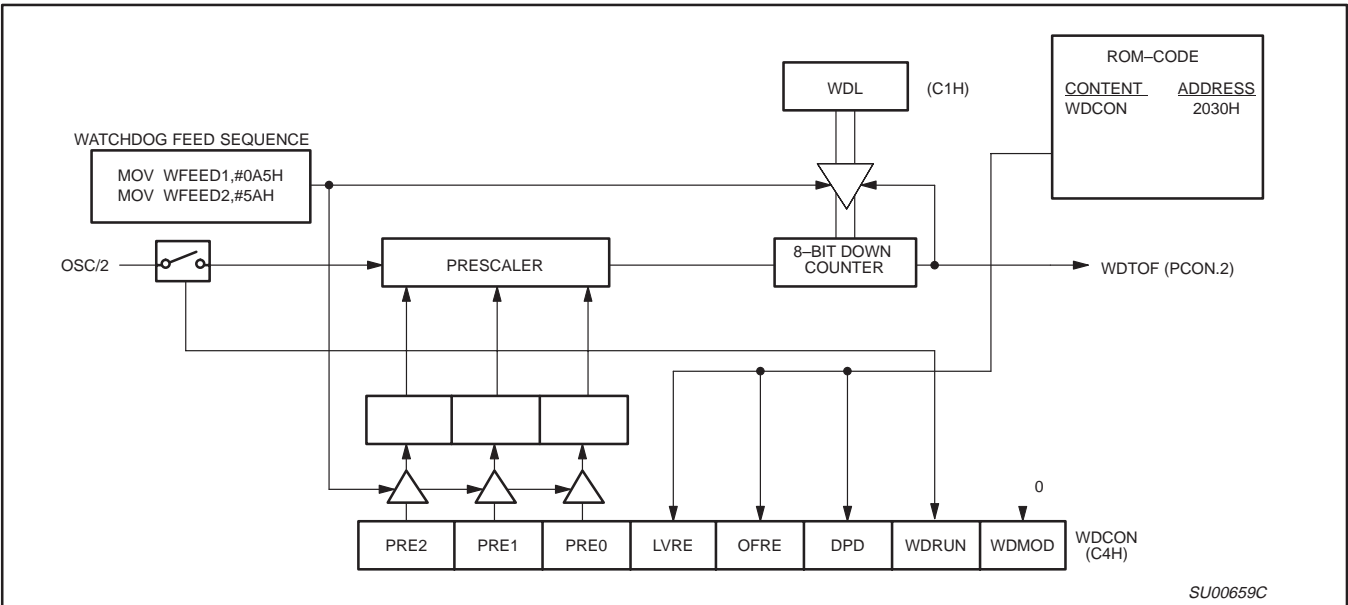 ROM–CODE
CONTENT ADDRESS
WDCON 2030H
WDL (C1H)
WATCHDOG FEED SEQUENCE
MOV WFEED1,#0A5H
MOV WFEED2,#5AH
OSC/2
PRESCALER
8–BIT DOWN
COUNTER
WDTOF (PCON.2)
0
PRE2 PRE1 PRE0 LVRE OFRE DPD WDRUN WDMOD
WDCON
(C4H)
SU00659C